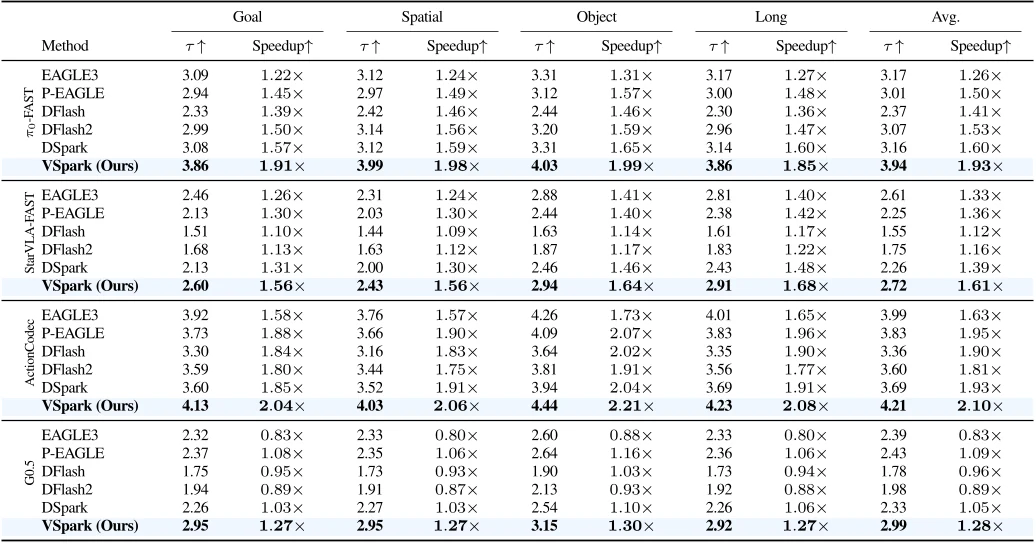 Goal Spatial Object Long Avg.
Method τ↑ Speedup↑ τ↑ Speedup↑ τ↑ Speedup↑ τ↑ Speedup↑ τ↑ Speedup↑
π0-FAST
EAGLE3 3.09 1.22× 3.12 1.24× 3.31 1.31× 3.17 1.27× 3.17 1.26×
P-EAGLE 2.94 1.45× 2.97 1.49× 3.12 1.57× 3.00 1.48× 3.01 1.50×
DFlash 2.33 1.39× 2.42 1.46× 2.44 1.46× 2.30 1.36× 2.37 1.41×
DFlash2 2.99 1.50× 3.14 1.56× 3.20 1.59× 2.96 1.47× 3.07 1.53×
DSpark 3.08 1.57× 3.12 1.59× 3.31 1.65× 3.14 1.60× 3.16 1.60×
VSpark (Ours) 3.86 1.91× 3.99 1.98× 4.03 1.99× 3.86 1.85× 3.94 1.93×
StarVLA-FAST
EAGLE3 2.46 1.26× 2.31 1.24× 2.88 1.41× 2.81 1.40× 2.61 1.33×
P-EAGLE 2.13 1.30× 2.03 1.30× 2.44 1.40× 2.38 1.42× 2.25 1.36×
DFlash 1.51 1.10× 1.44 1.09× 1.63 1.14× 1.61 1.17× 1.55 1.12×
DFlash2 1.68 1.13× 1.63 1.12× 1.87 1.17× 1.83 1.22× 1.75 1.16×
DSpark 2.13 1.31× 2.00 1.30× 2.46 1.46× 2.43 1.48× 2.26 1.39×
VSpark (Ours) 2.60 1.56× 2.43 1.56× 2.94 1.64× 2.91 1.68× 2.72 1.61×
ActionCodec
EAGLE3 3.92 1.58× 3.76 1.57× 4.26 1.73× 4.01 1.65× 3.99 1.63×
P-EAGLE 3.73 1.88× 3.66 1.90× 4.09 2.07× 3.83 1.96× 3.83 1.95×
DFlash 3.30 1.84× 3.16 1.83× 3.64 2.02× 3.35 1.90× 3.36 1.90×
DFlash2 3.59 1.80× 3.44 1.75× 3.81 1.91× 3.56 1.77× 3.60 1.81×
DSpark 3.60 1.85× 3.52 1.91× 3.94 2.04× 3.69 1.91× 3.69 1.93×
VSpark (Ours) 4.13 2.04× 4.03 2.06× 4.44 2.21× 4.23 2.08× 4.21 2.10×
G0.5
EAGLE3 2.32 0.83× 2.33 0.80× 2.60 0.88× 2.33 0.80× 2.39 0.83×
P-EAGLE 2.37 1.08× 2.35 1.06× 2.64 1.16× 2.36 1.06× 2.43 1.09×
DFlash 1.75 0.95× 1.73 0.93× 1.90 1.03× 1.73 0.94× 1.78 0.96×
DFlash2 1.94 0.89× 1.91 0.87× 2.13 0.93× 1.92 0.88× 1.98 0.89×
DSpark 2.26 1.03× 2.27 1.03× 2.54 1.10× 2.26 1.06× 2.33 1.05×
VSpark (Ours) 2.95 1.27× 2.95 1.27× 3.15 1.30× 2.92 1.27× 2.99 1.28×